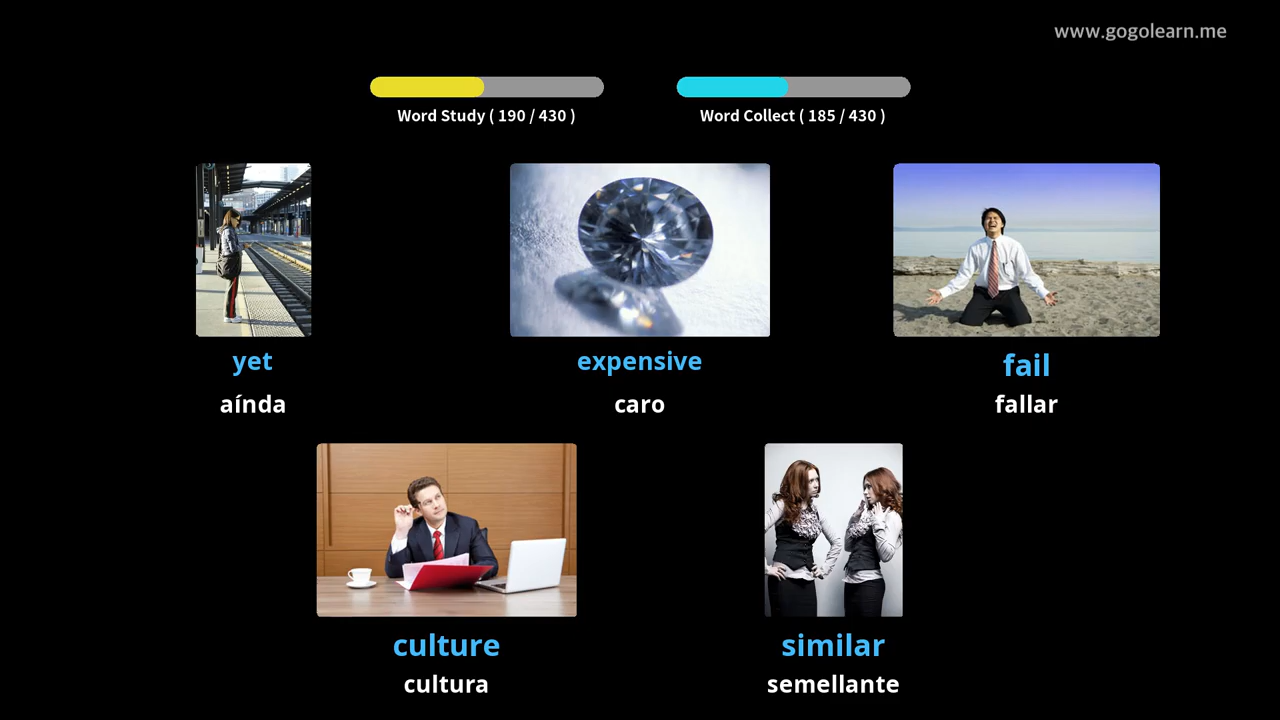 www.gogolearn.me
Word Study ( 190 / 430 )
Word Collect ( 185 / 430 )
yet
aínda
expensive
caro
fail
fallar
culture
cultura
similar
semellante